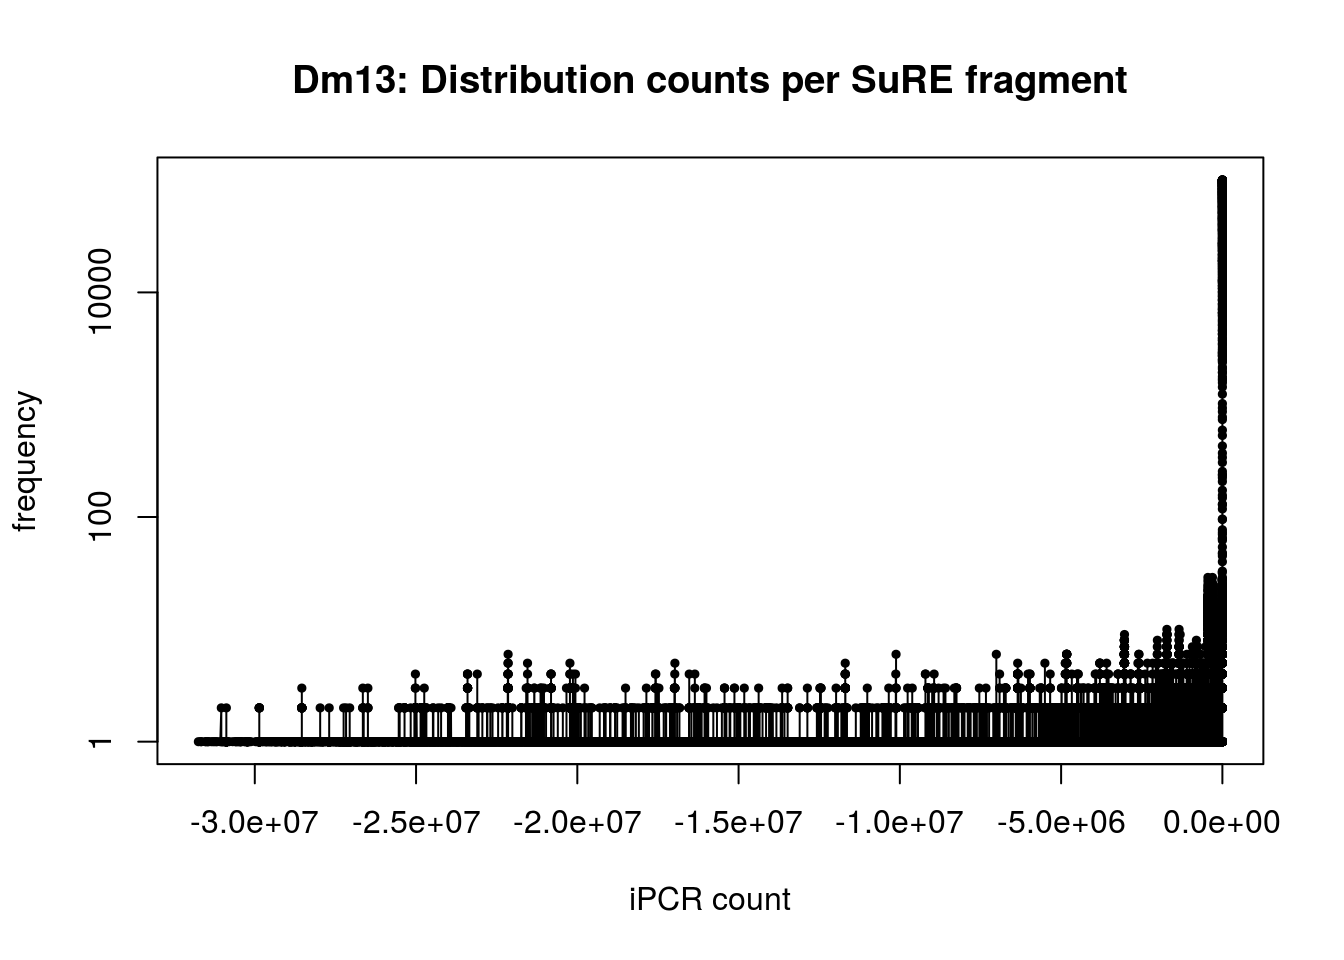 Dm13: Distribution counts per SuRE fragment
frequency
10000
100
1
-3.0e+07 -2.5e+07 -2.0e+07 -1.5e+07 -1.0e+07 -5.0e+06 0.0e+00
iPCR count